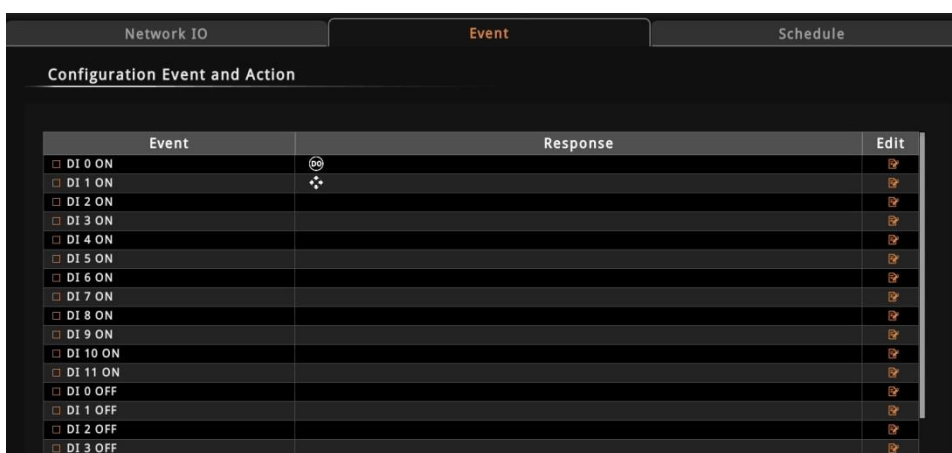 Network IO Event Schedule
Configuration Event and Action
Event Response Edit
DI 0 ON DO
DI 1 ON
DI 2 ON
DI 3 ON
DI 4 ON
DI 5 ON
DI 6 ON
DI 7 ON
DI 8 ON
DI 9 ON
DI 10 ON
DI 11 ON
DI 0 OFF
DI 1 OFF
DI 2 OFF
DI 3 OFF